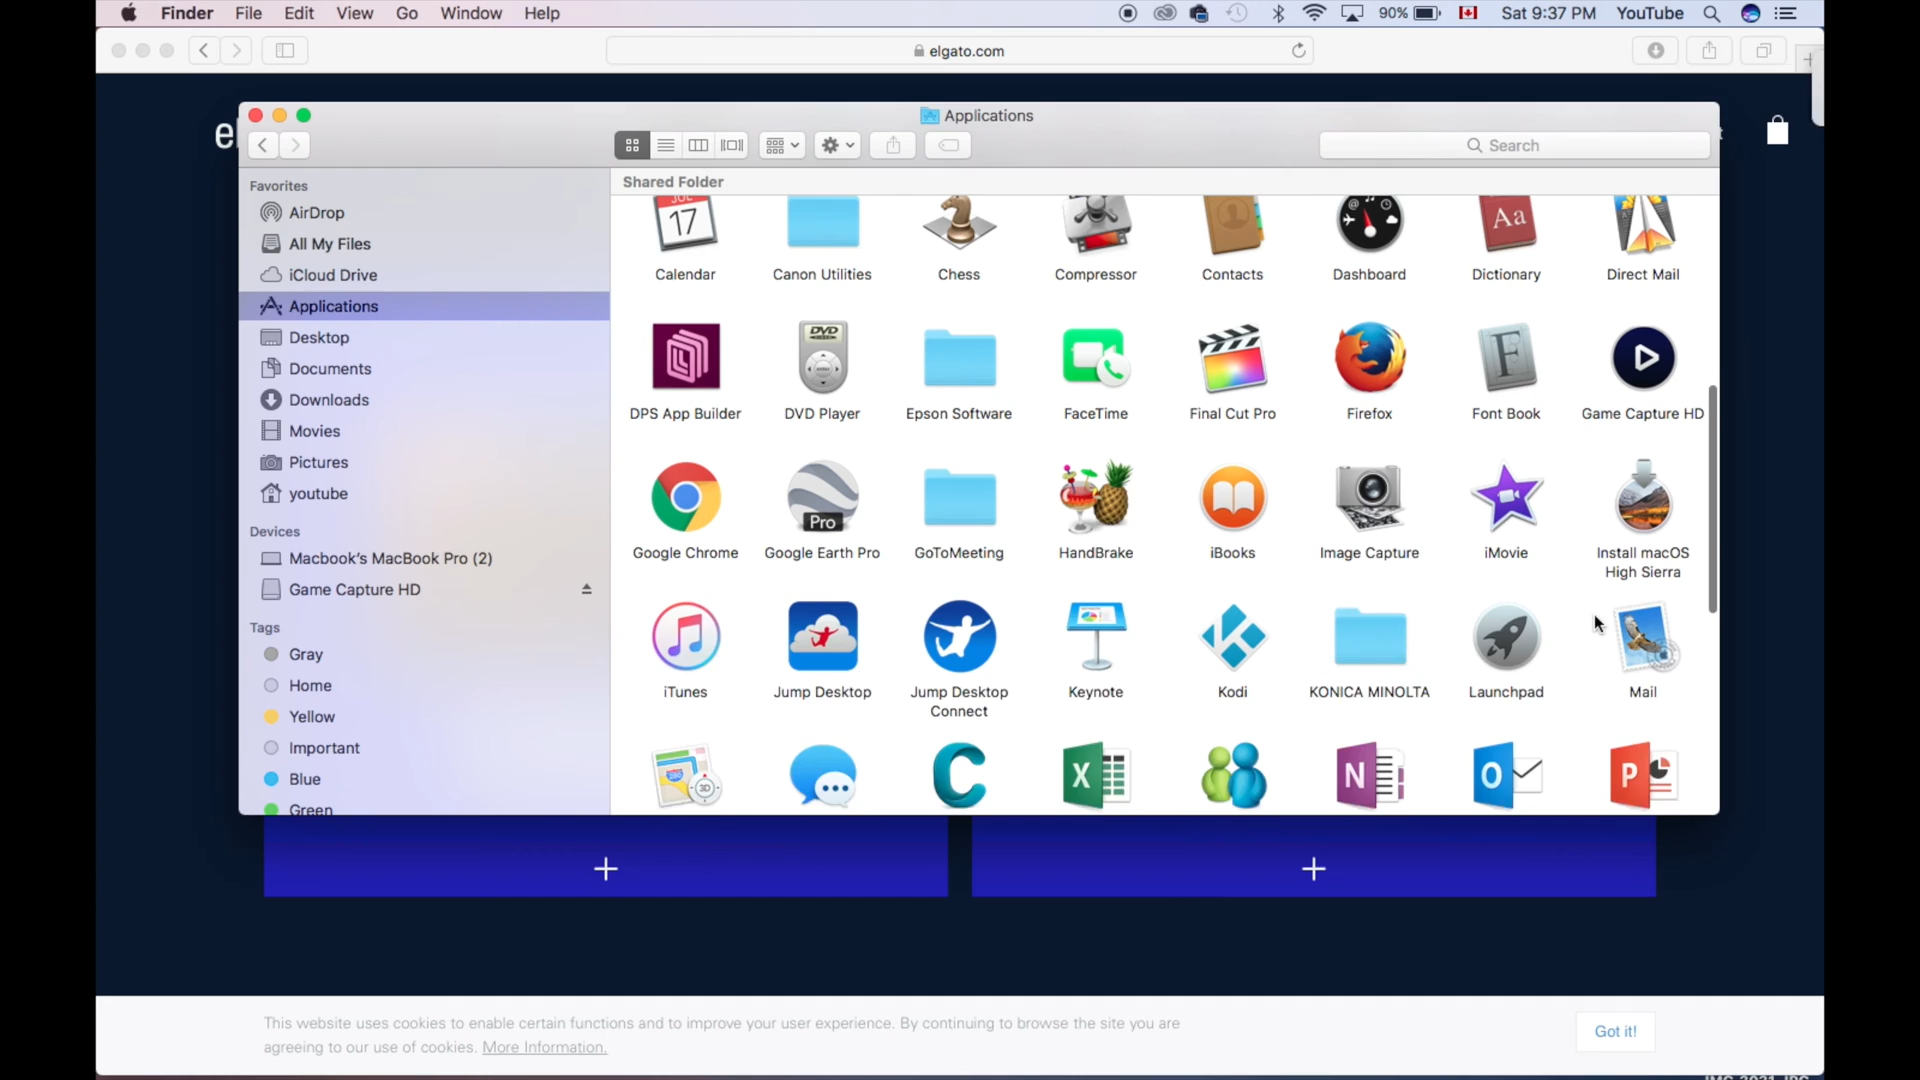 Finder File Edit View Go Window Help 90% Sat 9:37 PM YouTube
elgato.com
Applications
Search
Favorites
AirDrop
All My Files
iCloud Drive
Applications
Desktop
Documents
Downloads
Movies
Pictures
youtube
Devices
Macbook's MacBook Pro (2)
Game Capture HD
Tags
Gray
Home
Yellow
Important
Blue
Green
Shared Folder
JUL
17
Aa
Calendar Canon Utilities Chess Compressor Contacts Dashboard Dictionary Direct Mail
DVD
F
DPS App Builder DVD Player Epson Software FaceTime Final Cut Pro Firefox Font Book Game Capture HD
Pro
Google Chrome Google Earth Pro GoToMeeting HandBrake iBooks Image Capture iMovie Install macOS
High Sierra
iTunes Jump Desktop Jump Desktop Keynote Kodi KONICA MINOLTA Launchpad Mail
Connect
3D C X N O P
This website uses cookies to enable certain functions and to improve your user experience. By continuing to browse the site you are
agreeing to our use of cookies. More Information.
Got it!